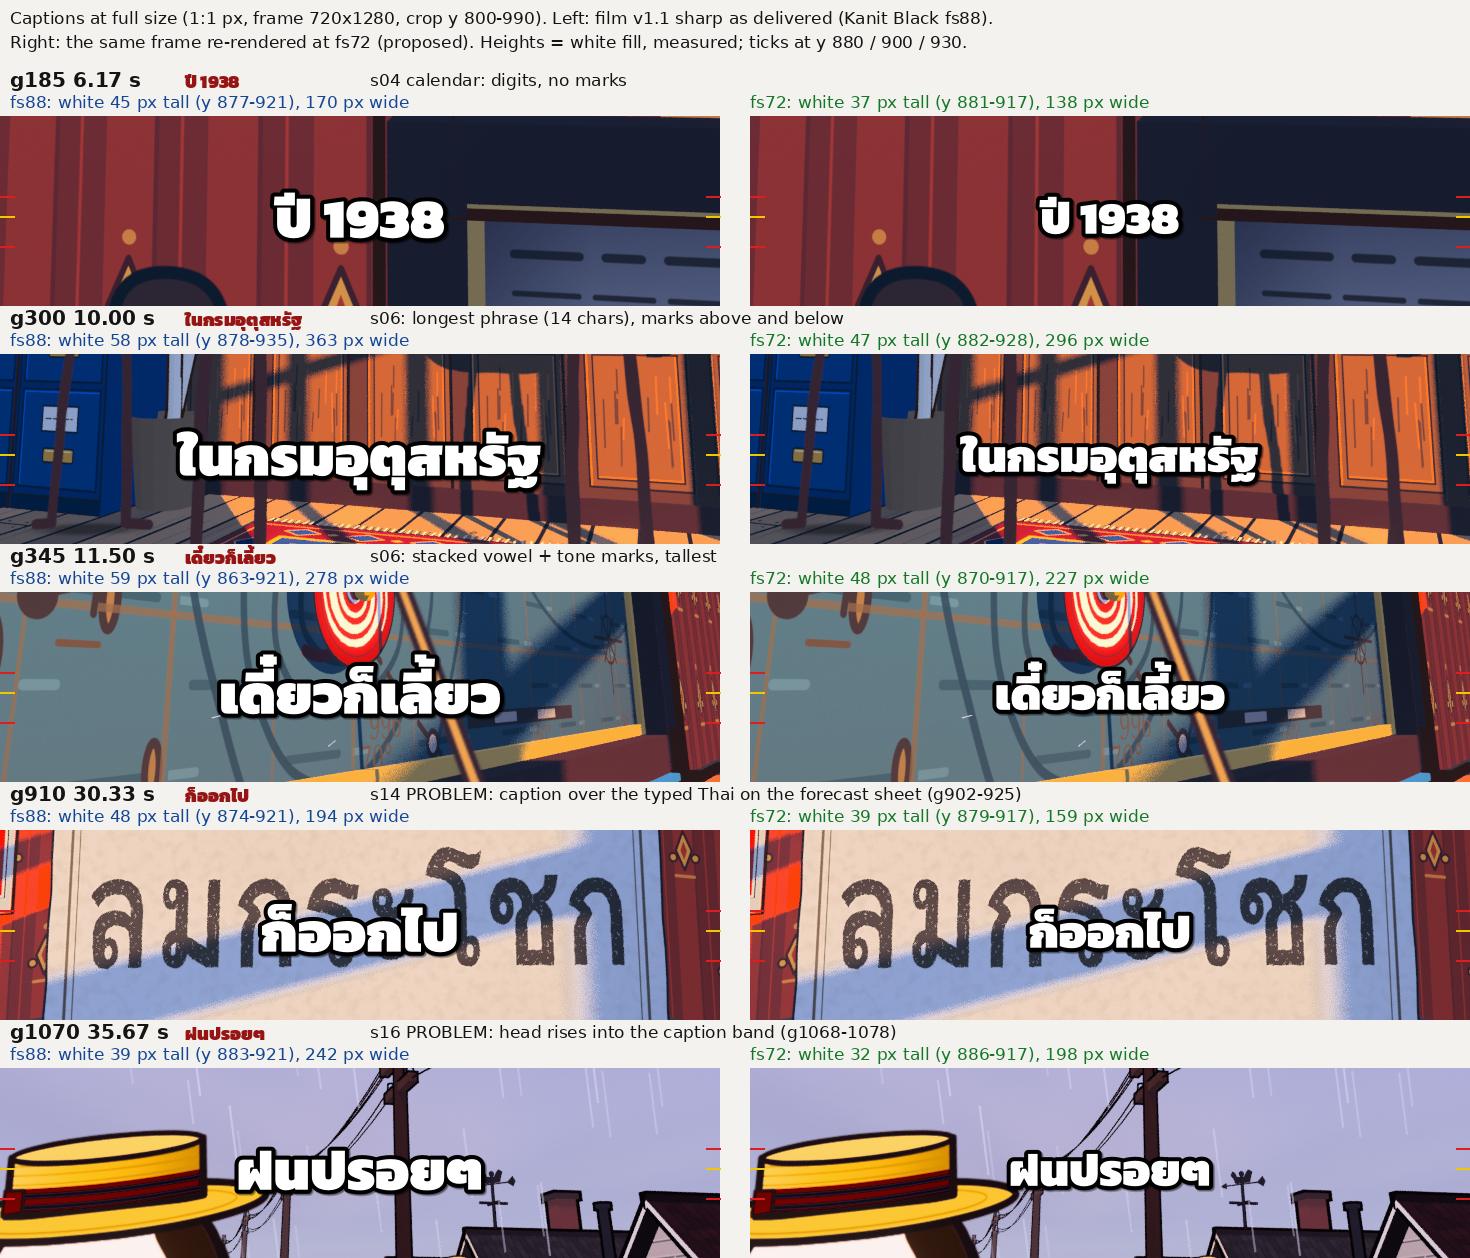 Captions at full size (1:1 px, frame 720x1280, crop y 800-990). Left: film v1.1 sharp as delivered (Kanit Black fs88).
Right: the same frame re-rendered at fs72 (proposed). Heights = white fill, measured; ticks at y 880 / 900 / 930.
g185 6.17 s ปี 1938 s04 calendar: digits, no marks
fs88: white 45 px tall (y 877-921), 170 px wide fs72: white 37 px tall (y 881-917), 138 px wide
ปี 1938 ปี 1938
g300 10.00 s ในกรมอุตุสหรัฐ s06: longest phrase (14 chars), marks above and below
fs88: white 58 px tall (y 878-935), 363 px wide fs72: white 47 px tall (y 882-928), 296 px wide
ในกรมอุตุสหรัฐ ในกรมอุตุสหรัฐ
g345 11.50 s เดี๋ยวก็เลี้ยว s06: stacked vowel + tone marks, tallest
fs88: white 59 px tall (y 863-921), 278 px wide fs72: white 48 px tall (y 870-917), 227 px wide
เดี๋ยวก็เลี้ยว เดี๋ยวก็เลี้ยว
g910 30.33 s ก็ออกไป s14 PROBLEM: caption over the typed Thai on the forecast sheet (g902-925)
fs88: white 48 px tall (y 874-921), 194 px wide fs72: white 39 px tall (y 879-917), 159 px wide
ลมกระโชก ลมกระโชก
ก็ออกไป ก็ออกไป
g1070 35.67 s ฝนปรอยๆ s16 PROBLEM: head rises into the caption band (g1068-1078)
fs88: white 39 px tall (y 883-921), 242 px wide fs72: white 32 px tall (y 886-917), 198 px wide
ฝนปรอยๆ ฝนปรอยๆ